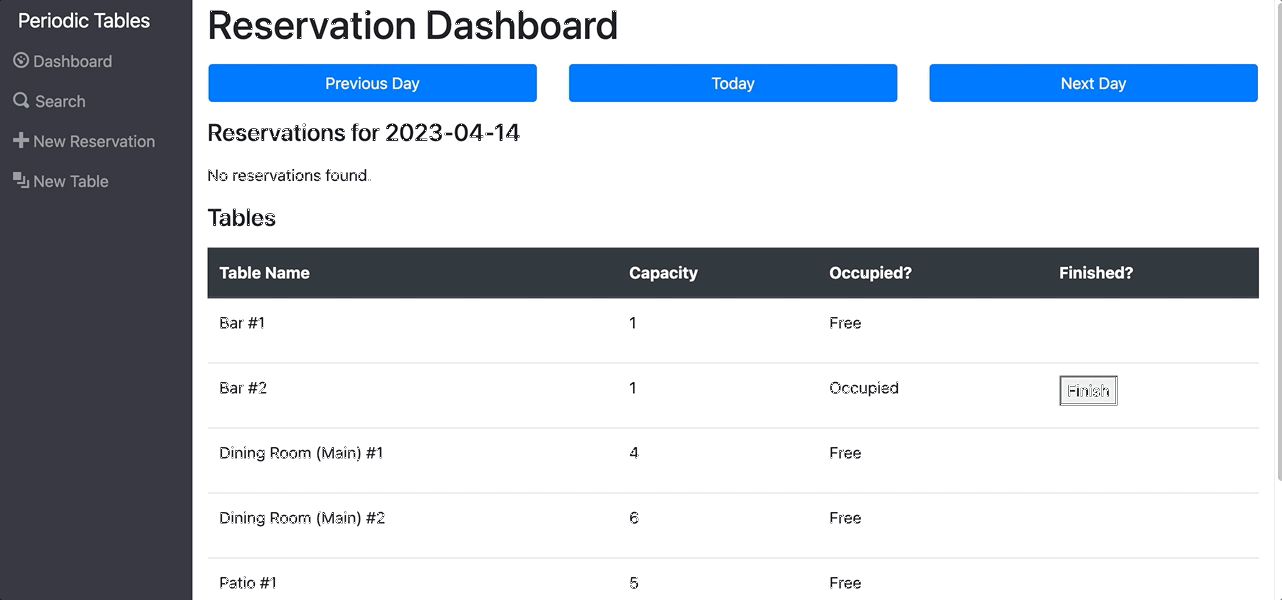 Periodic Tables
Dashboard
Search
New Reservation
New Table
Reservation Dashboard
Previous Day Today Next Day
Reservations for 2023-04-14
No reservations found.
Tables
Table Name Capacity Occupied? Finished?
Bar #1 1 Free
Bar #2 1 Occupied Finish
Dining Room (Main) #1 4 Free
Dining Room (Main) #2 6 Free
Patio #1 5 Free